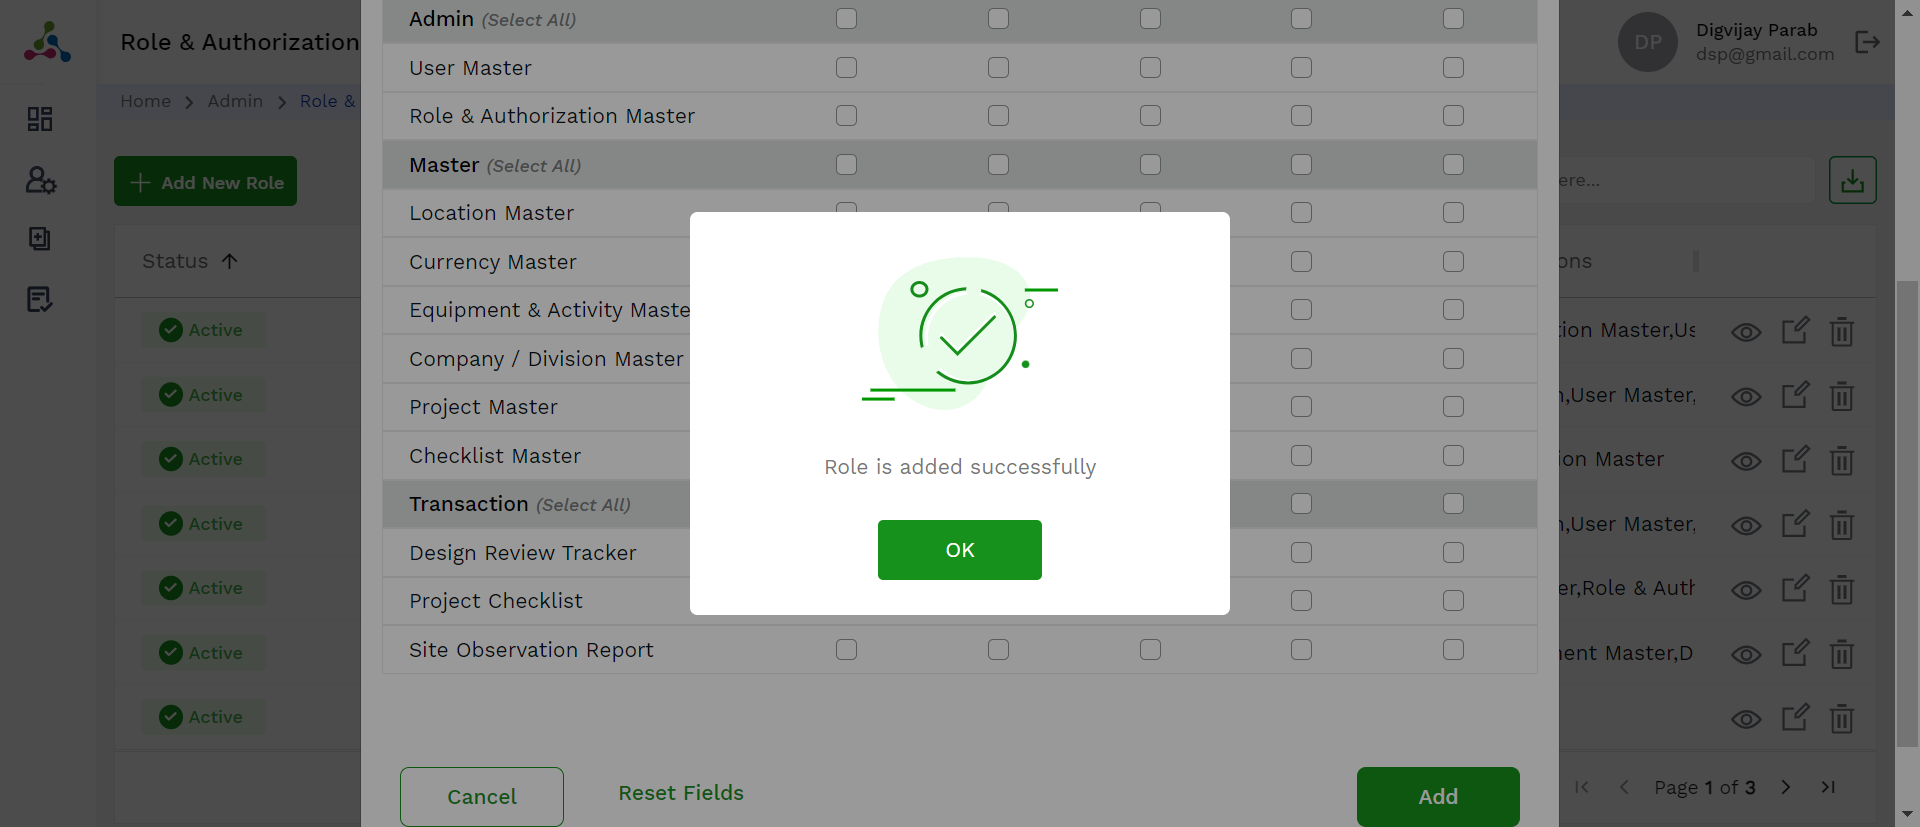 Role & Authorization
Home > Admin > Role &
Add New Role
Status
Active
Active
Active
Active
Active
Active
Active
Admin (Select All)
User Master
Role & Authorization Master
Master (Select All)
Location Master
Currency Master
Equipment & Activity Maste
Company / Division Master
Project Master
Checklist Master
Transaction (Select All)
Design Review Tracker
Project Checklist
Site Observation Report
Cancel
Reset Fields
Add
Role is added successfully
OK
DP
Digvijay Parab
dsp@gmail.com
ere...
ons
tion Master,Us
n,User Master,
ion Master
n,User Master,
er,Role & Auth
nent Master,D
Page 1 of 3